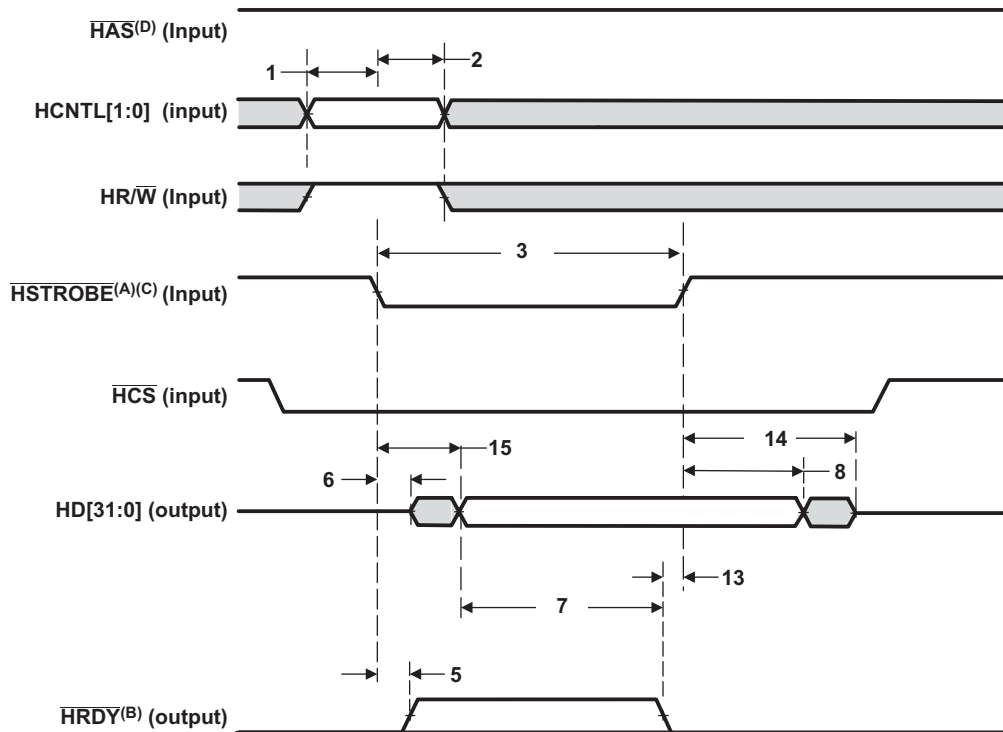 HAS(D) (Input)
1
2
HCNTL[1:0] (input)
HR/W (Input)
3
HSTROBE(A)(C) (Input)
HCS (input)
14
15
6
8
HD[31:0] (output)
13
7
5
HRDY(B) (output)